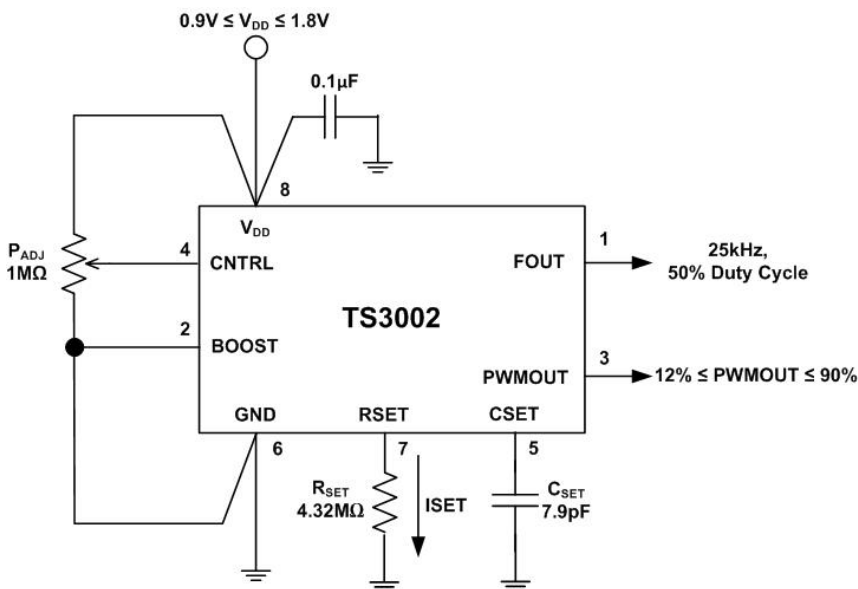 0.9V ≤ VDD ≤ 1.8V
0.1µF
8
VDD
PADJ
1MΩ
4
CNTRL
1
FOUT
25kHz,
50% Duty Cycle
TS3002
2
BOOST
3
PWMOUT
12% ≤ PWMOUT ≤ 90%
GND
RSET
CSET
6
7
5
RSET
4.32MΩ
ISET
CSET
7.9pF